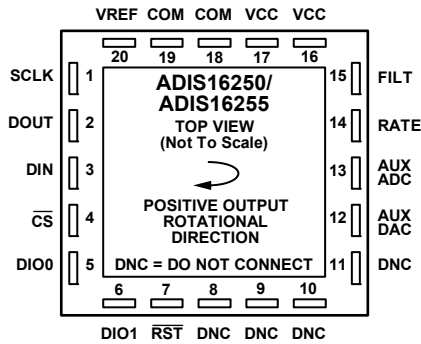 VREF COM COM VCC VCC
20 19 18 17 16
SCLK 1
DOUT 2
DIN 3
CS 4
DIO0 5
ADIS16250/
ADIS16255
TOP VIEW
(Not To Scale)
POSITIVE OUTPUT
ROTATIONAL
DIRECTION
DNC = DO NOT CONNECT
15 FILT
14 RATE
13 AUX
ADC
12 AUX
DAC
11 DNC
6 7 8 9 10
DIO1 RST DNC DNC DNC